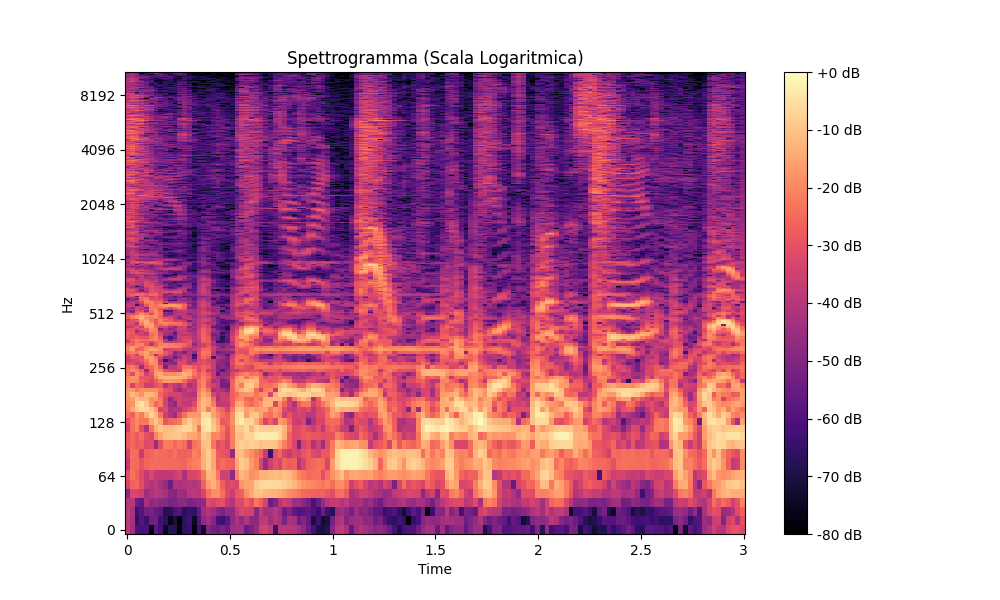 Spettrogramma (Scala Logaritmica)
Hz
8192
4096
2048
1024
512
256
128
64
0
0 0.5 1 1.5 2 2.5 3
Time
+0 dB
-10 dB
-20 dB
-30 dB
-40 dB
-50 dB
-60 dB
-70 dB
-80 dB